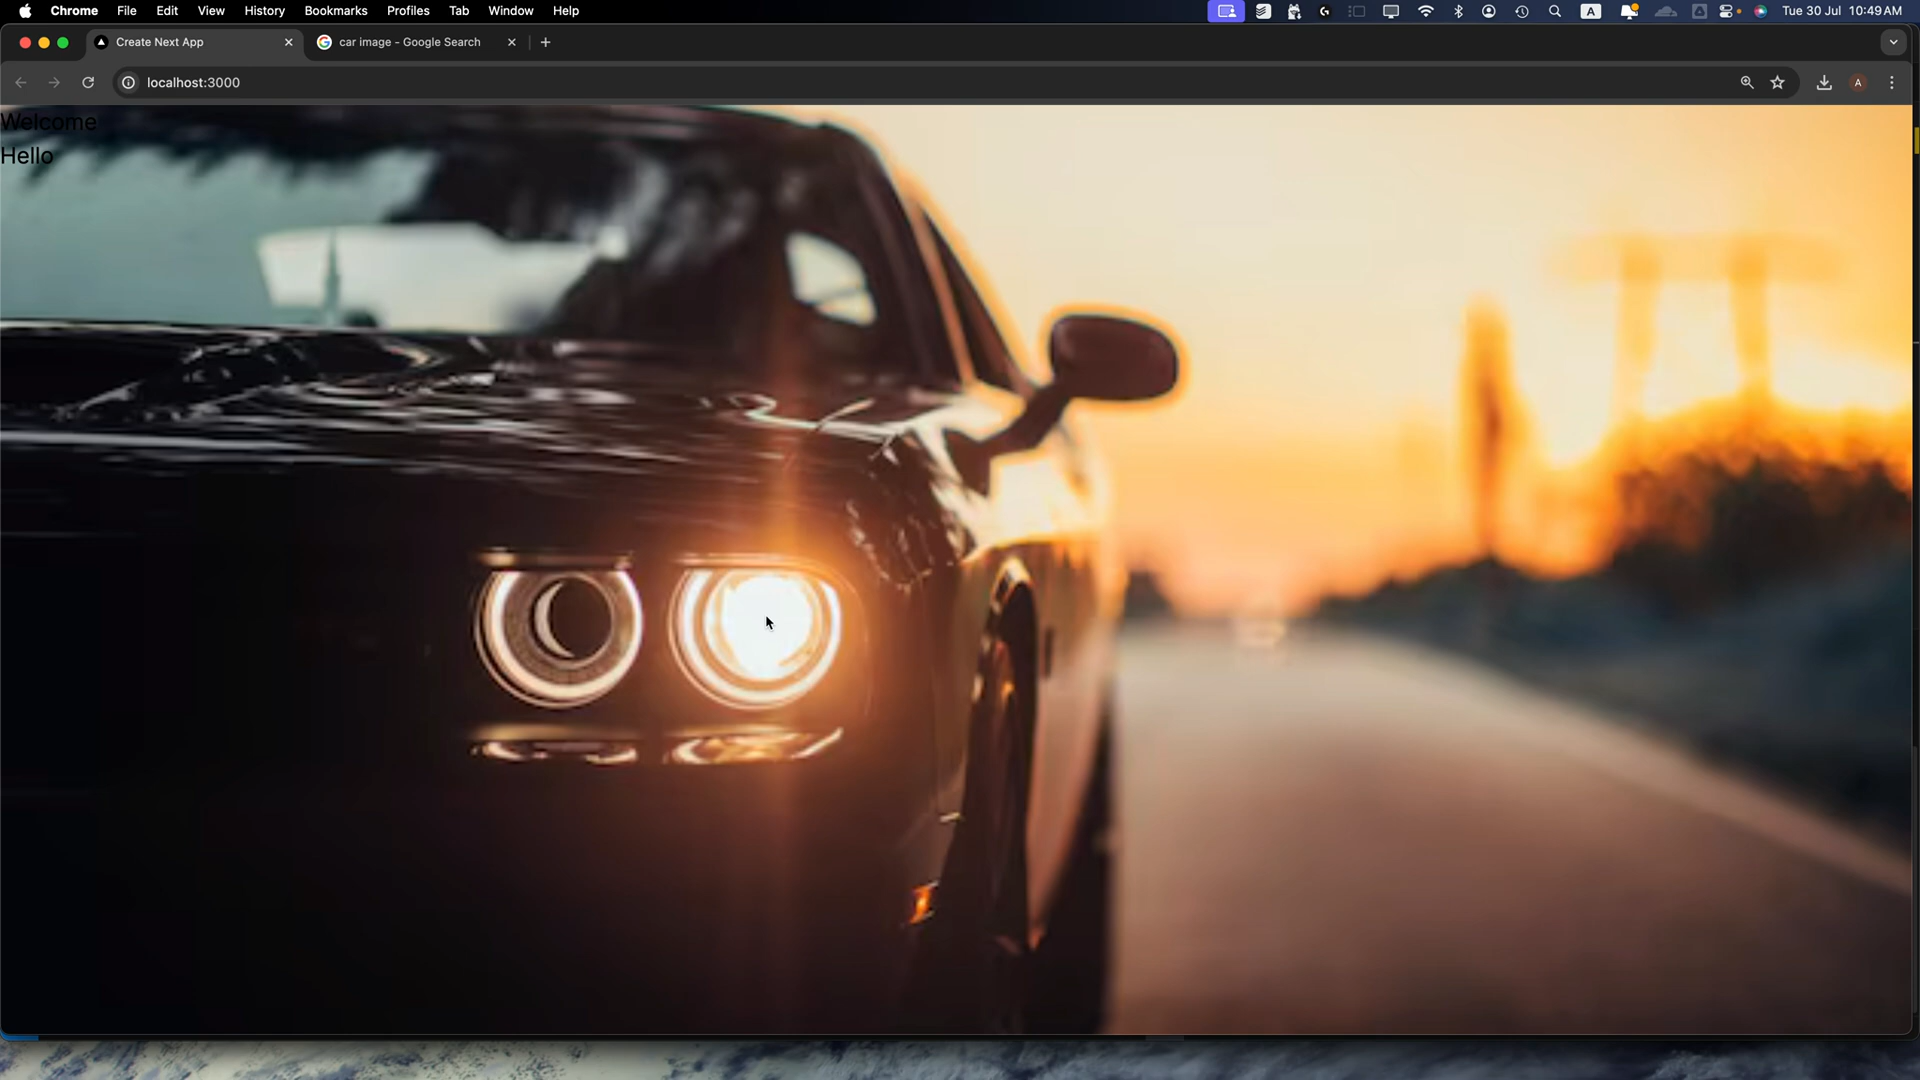 Chrome File Edit View History Bookmarks Profiles Tab Window Help A Tue 30 Jul 10:49 AM
Create Next App car image - Google Search
localhost:3000 A
Welcome
Hello